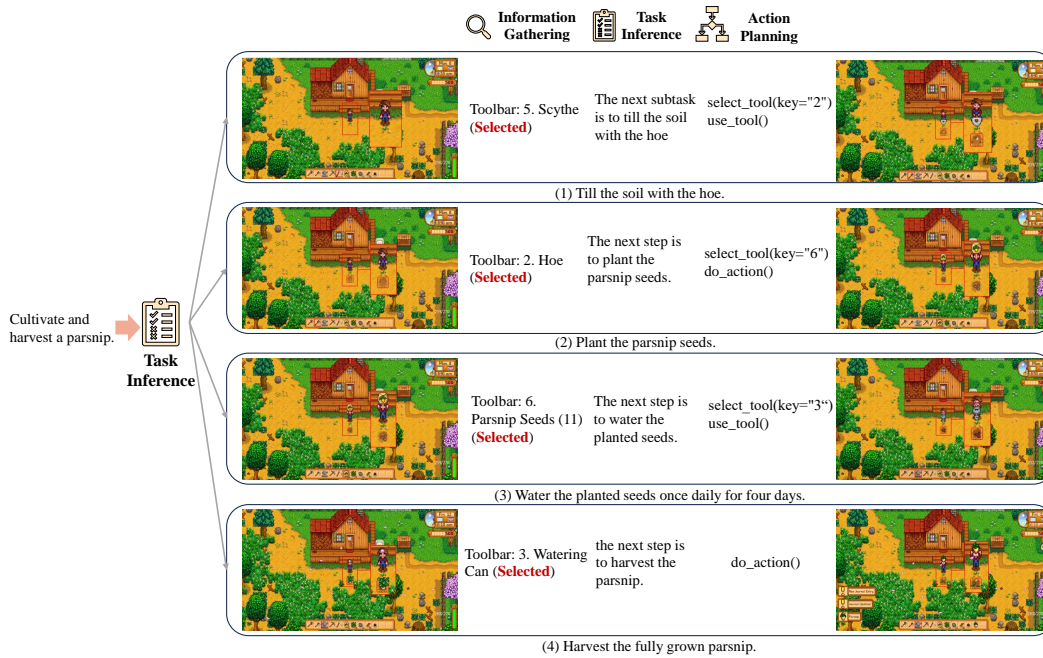 Information
Gathering
Task
Inference
Action
Planning
Toolbar: 5. Scythe
(Selected)
The next subtask
is to till the soil
with the hoe
select_tool(key="2")
use_tool()
(1) Till the soil with the hoe.
Toolbar: 2. Hoe
(Selected)
The next step is
to plant the
parsnip seeds.
select_tool(key="6")
do_action()
(2) Plant the parsnip seeds.
Cultivate and
harvest a parsnip.
Task
Inference
Toolbar: 6.
Parsnip Seeds (11)
(Selected)
The next step is
to water the
planted seeds.
select_tool(key="3“)
use_tool()
(3) Water the planted seeds once daily for four days.
Toolbar: 3. Watering
Can (Selected)
the next step is
to harvest the
parsnip.
do_action()
(4) Harvest the fully grown parsnip.